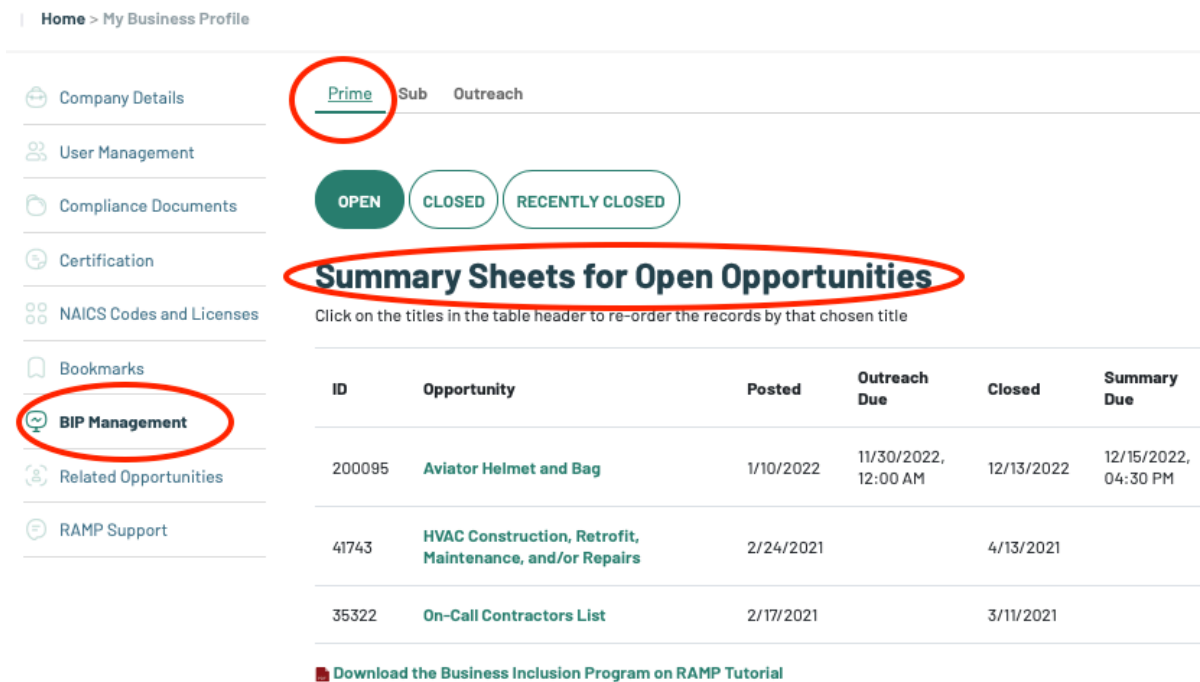 Home > My Business Profile
Company Details
User Management
Compliance Documents
Certification
NAICS Codes and Licenses
Bookmarks
BIP Management
Related Opportunities
RAMP Support
Prime Sub Outreach
OPEN CLOSED RECENTLY CLOSED
Summary Sheets for Open Opportunities
Click on the titles in the table header to re-order the records by that chosen title
ID Opportunity Posted Outreach Due Closed Summary Due
200095 Aviator Helmet and Bag 1/10/2022 11/30/2022, 12:00 AM 12/13/2022 12/15/2022, 04:30 PM
41743 HVAC Construction, Retrofit, Maintenance, and/or Repairs 2/24/2021 4/13/2021
35322 On-Call Contractors List 2/17/2021 3/11/2021
Download the Business Inclusion Program on RAMP Tutorial